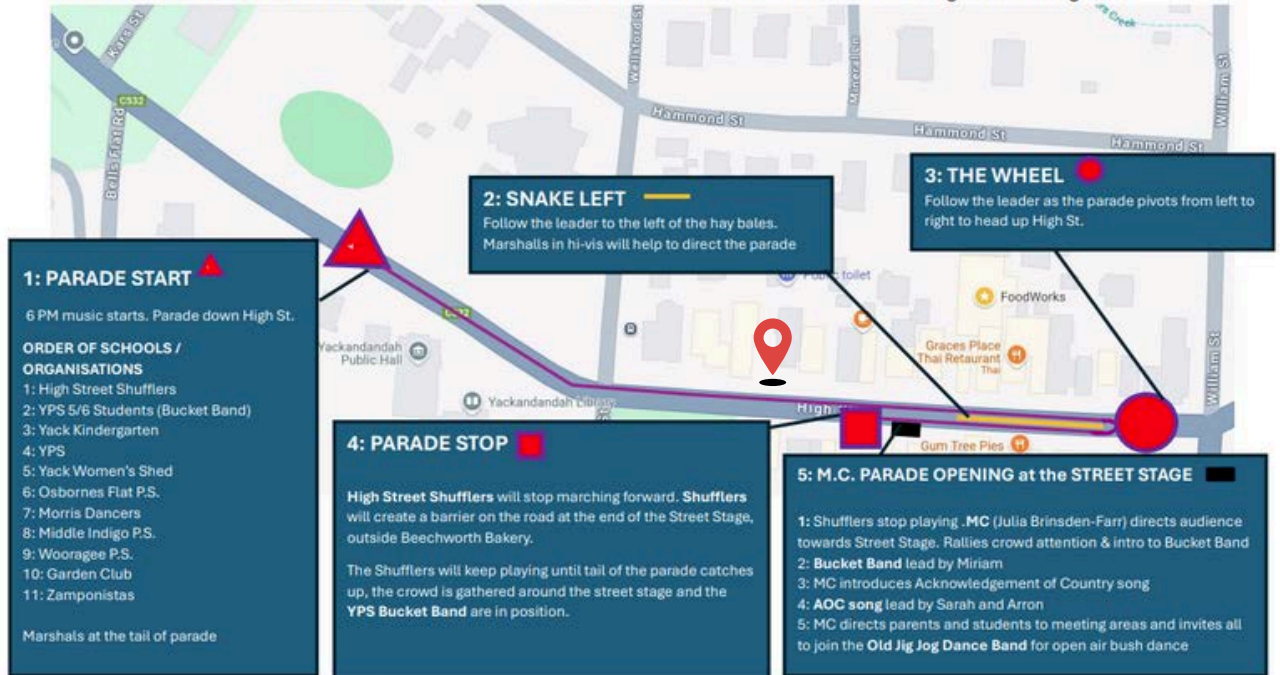 Kars St
C532
Bells Flat Rd
Wellsford St
Mineral Ln
Hammond St
Hammond St
Hammond St
William St
William St
3: THE WHEEL
Follow the leader as the parade pivots from left to
right to head up High St.
2: SNAKE LEFT
Follow the leader to the left of the hay bales.
Marshalls in hi-vis will help to direct the parade
Public toilet
FoodWorks
Graces Place
Thai Retaurant
Thai
Yackandandah
Public Hall
Yackandandah Library
High
Gum Tree Pies
1: PARADE START
6 PM music starts. Parade down High St.
ORDER OF SCHOOLS /
ORGANISATIONS
1: High Street Shufflers
2: YPS 5/6 Students (Bucket Band)
3: Yack Kindergarten
4: YPS
5: Yack Women's Shed
6: Osbornes Flat P.S.
7: Morris Dancers
8: Middle Indigo P.S.
9: Wooragee P.S.
10: Garden Club
11: Zamponistas
Marshals at the tail of parade
4: PARADE STOP
High Street Shufflers will stop marching forward. Shufflers
will create a barrier on the road at the end of the Street Stage,
outside Beechworth Bakery.
The Shufflers will keep playing until tail of the parade catches
up, the crowd is gathered around the street stage and the
YPS Bucket Band are in position.
5: M.C. PARADE OPENING at the STREET STAGE
1: Shufflers stop playing .MC (Julia Brinsden-Farr) directs audience
towards Street Stage. Rallies crowd attention & intro to Bucket Band
2: Bucket Band lead by Miriam
3: MC introduces Acknowledgement of Country song
4: AOC song lead by Sarah and Arron
5: MC directs parents and students to meeting areas and invites all
to join the Old Jig Jog Dance Band for open air bush dance